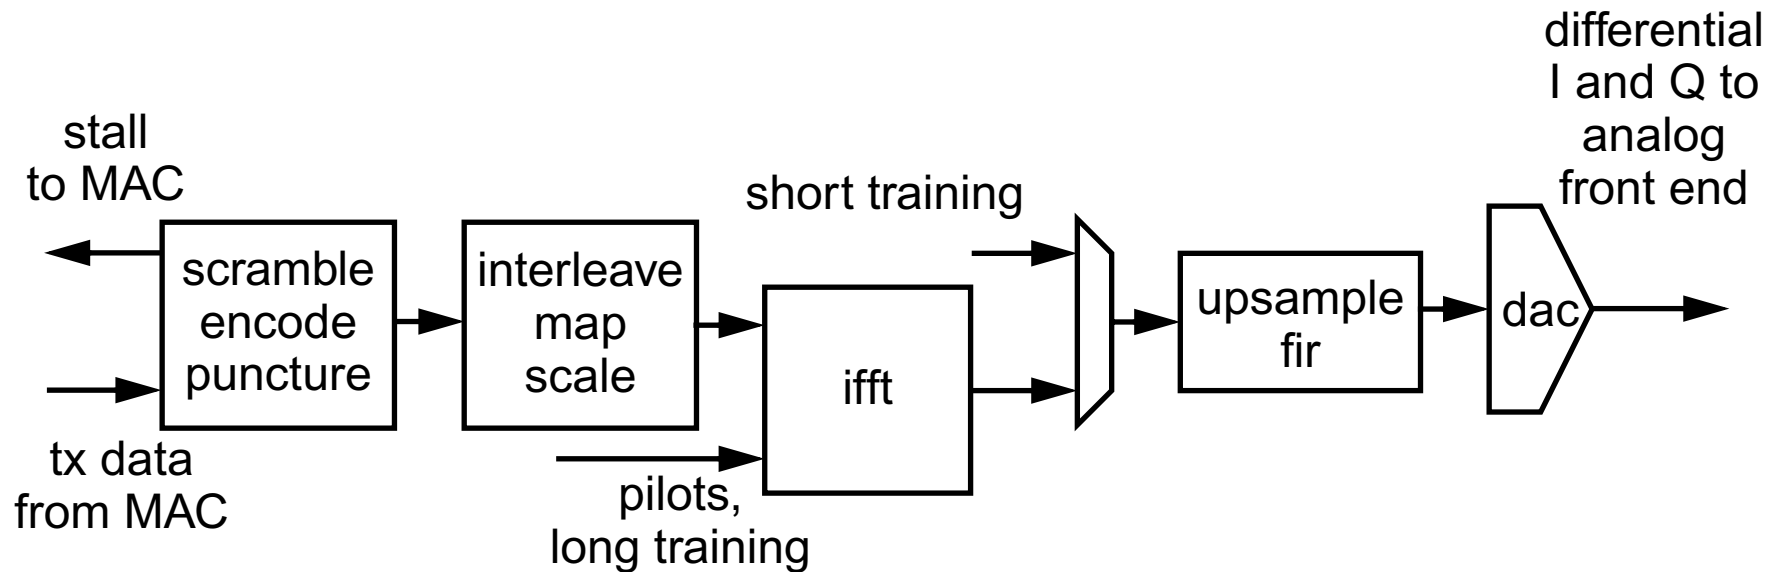 stall
to MAC
tx data
from MAC
scramble
encode
puncture
interleave
map
scale
pilots,
long training
ifft
short training
upsample
fir
dac
differential
I and Q to
analog
front end